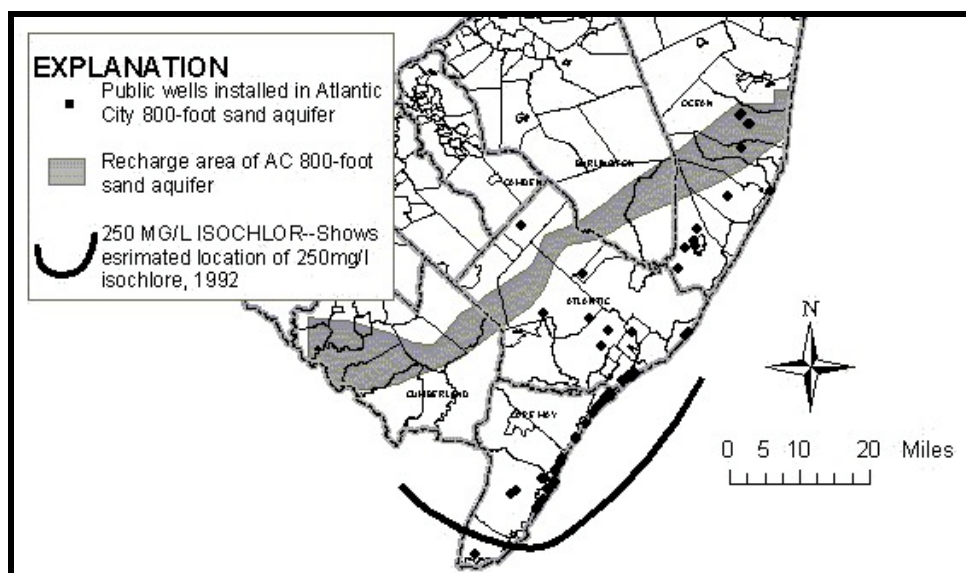 EXPLANATION
Public wells installed in Atlantic
City 800-foot sand aquifer
Recharge area of AC 800-foot
sand aquifer
250 MG/L ISOCHLOR--Shows
esrimated location of 250mg/l
isochlore, 1992
OCEAN
BURLINGTON
CAMDEN
ATLANTIC
CUMBERLAND
CAPE MAY
N
0 5 10 20 Miles